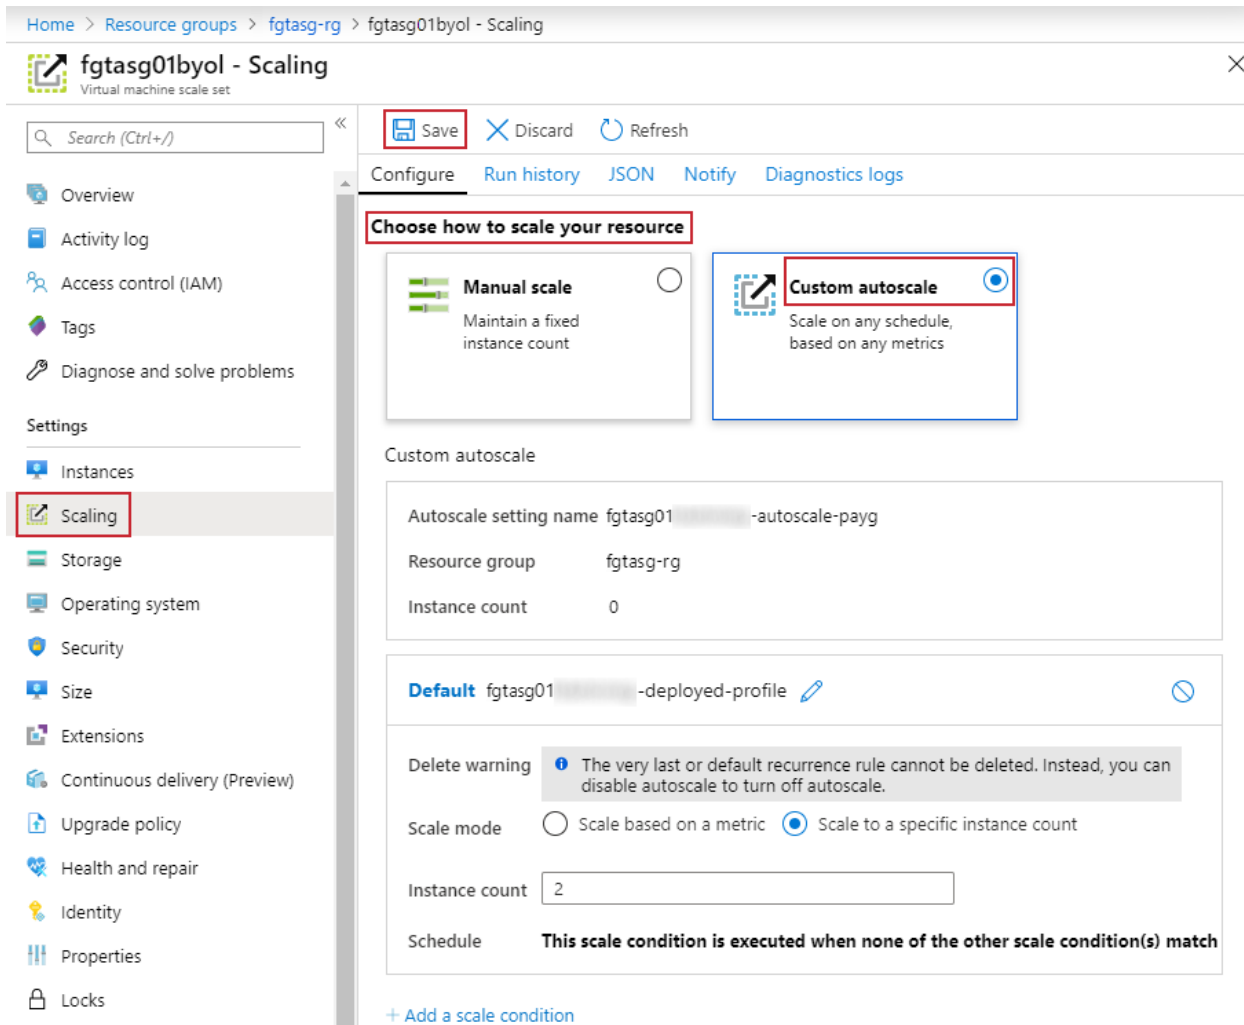 Home > Resource groups > fgtasg-rg > fgtasg01byol - Scaling
fgtasg01byol - Scaling
Virtual machine scale set
Search (Ctrl+/)
Overview
Activity log
Access control (IAM)
Tags
Diagnose and solve problems
Settings
Instances
Scaling
Storage
Operating system
Security
Size
Extensions
Continuous delivery (Preview)
Upgrade policy
Health and repair
Identity
Properties
Locks
Save Discard Refresh
Configure Run history JSON Notify Diagnostics logs
Choose how to scale your resource
Manual scale
Maintain a fixed
instance count
Custom autoscale
Scale on any schedule,
based on any metrics
Custom autoscale
Autoscale setting name fgtasg01 -autoscale-payg
Resource group fgtasg-rg
Instance count 0
Default fgtasg01 -deployed-profile
Delete warning The very last or default recurrence rule cannot be deleted. Instead, you can
disable autoscale to turn off autoscale.
Scale mode Scale based on a metric Scale to a specific instance count
Instance count 2
Schedule This scale condition is executed when none of the other scale condition(s) match
+ Add a scale condition